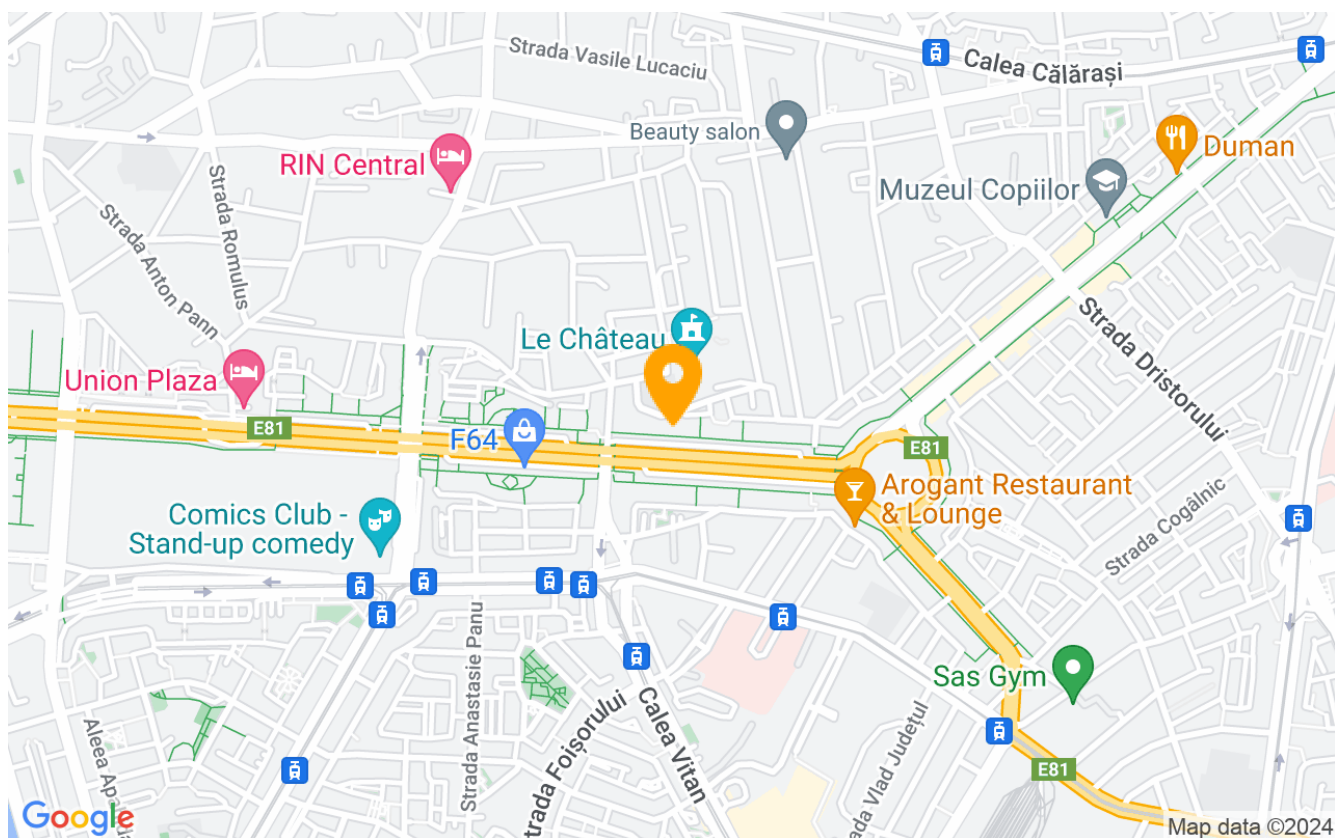 Strada Vasile Lucaciu
Calea Călărași
Beauty salon
Duman
RIN Central
Muzeul Copiilor
Strada Romulus
Strada Anton Pann
Strada Dristorului
Le Château
Union Plaza
E81
F64
E81
Arogant Restaurant
& Lounge
Strada Cogâlnic
Comics Club -
Stand-up comedy
Strada Anastasie Panu
Sas Gym
Strada Foișorului
Calea Vitan
Strada Vlad Județul
Aleea
E81
Google
Map data ©2024